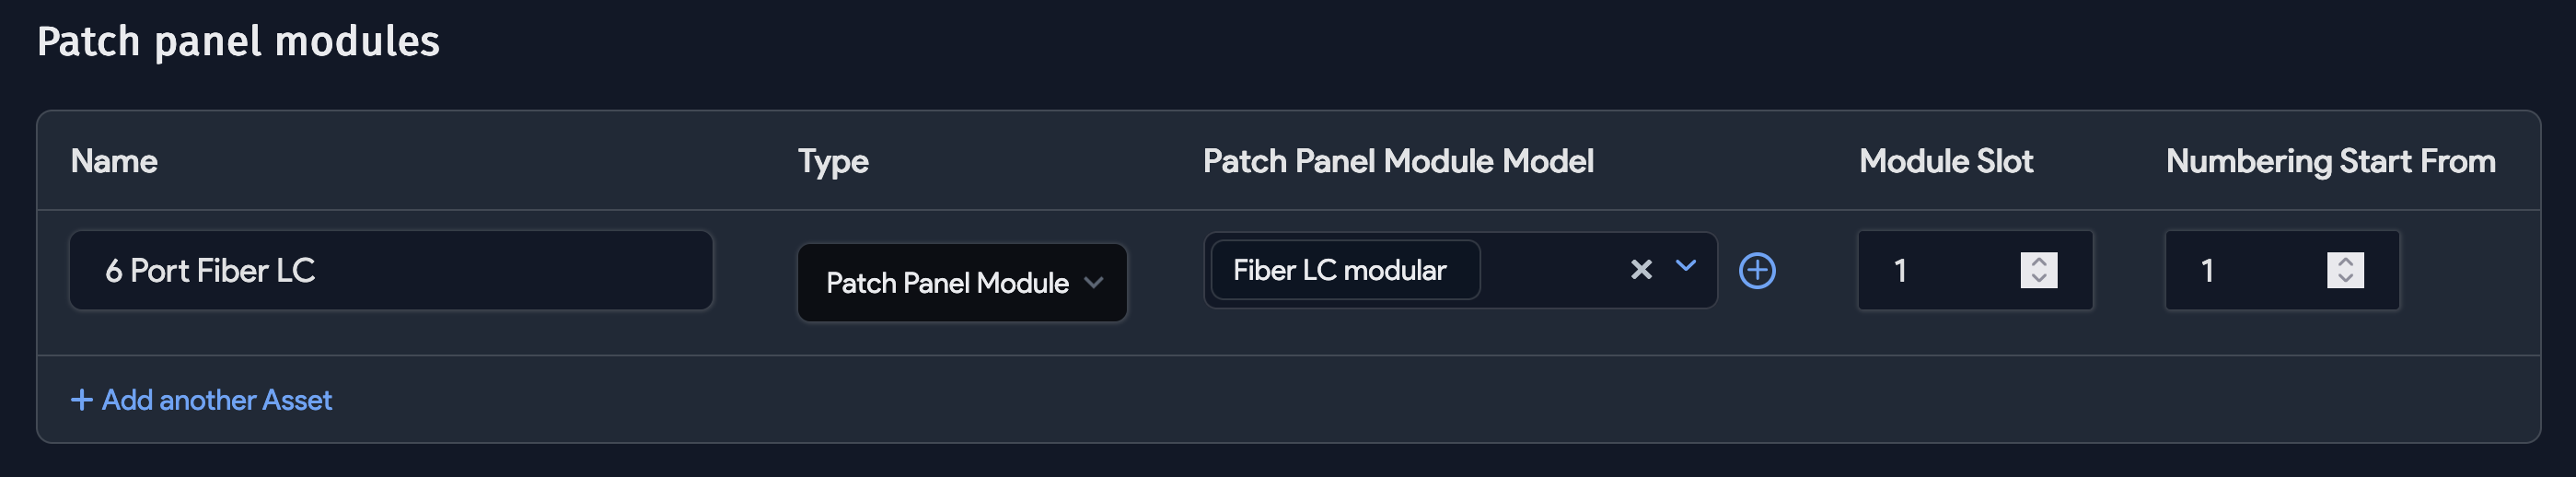 Patch panel modules
Name Type Patch Panel Module Model Module Slot Numbering Start From
6 Port Fiber LC Patch Panel Module Fiber LC modular 1 1
+ Add another Asset